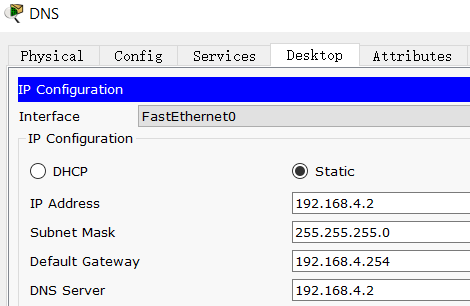 DNS
Physical Config Services Desktop Attributes
IP Configuration
Interface FastEthernet0
IP Configuration
DHCP Static
IP Address 192.168.4.2
Subnet Mask 255.255.255.0
Default Gateway 192.168.4.254
DNS Server 192.168.4.2